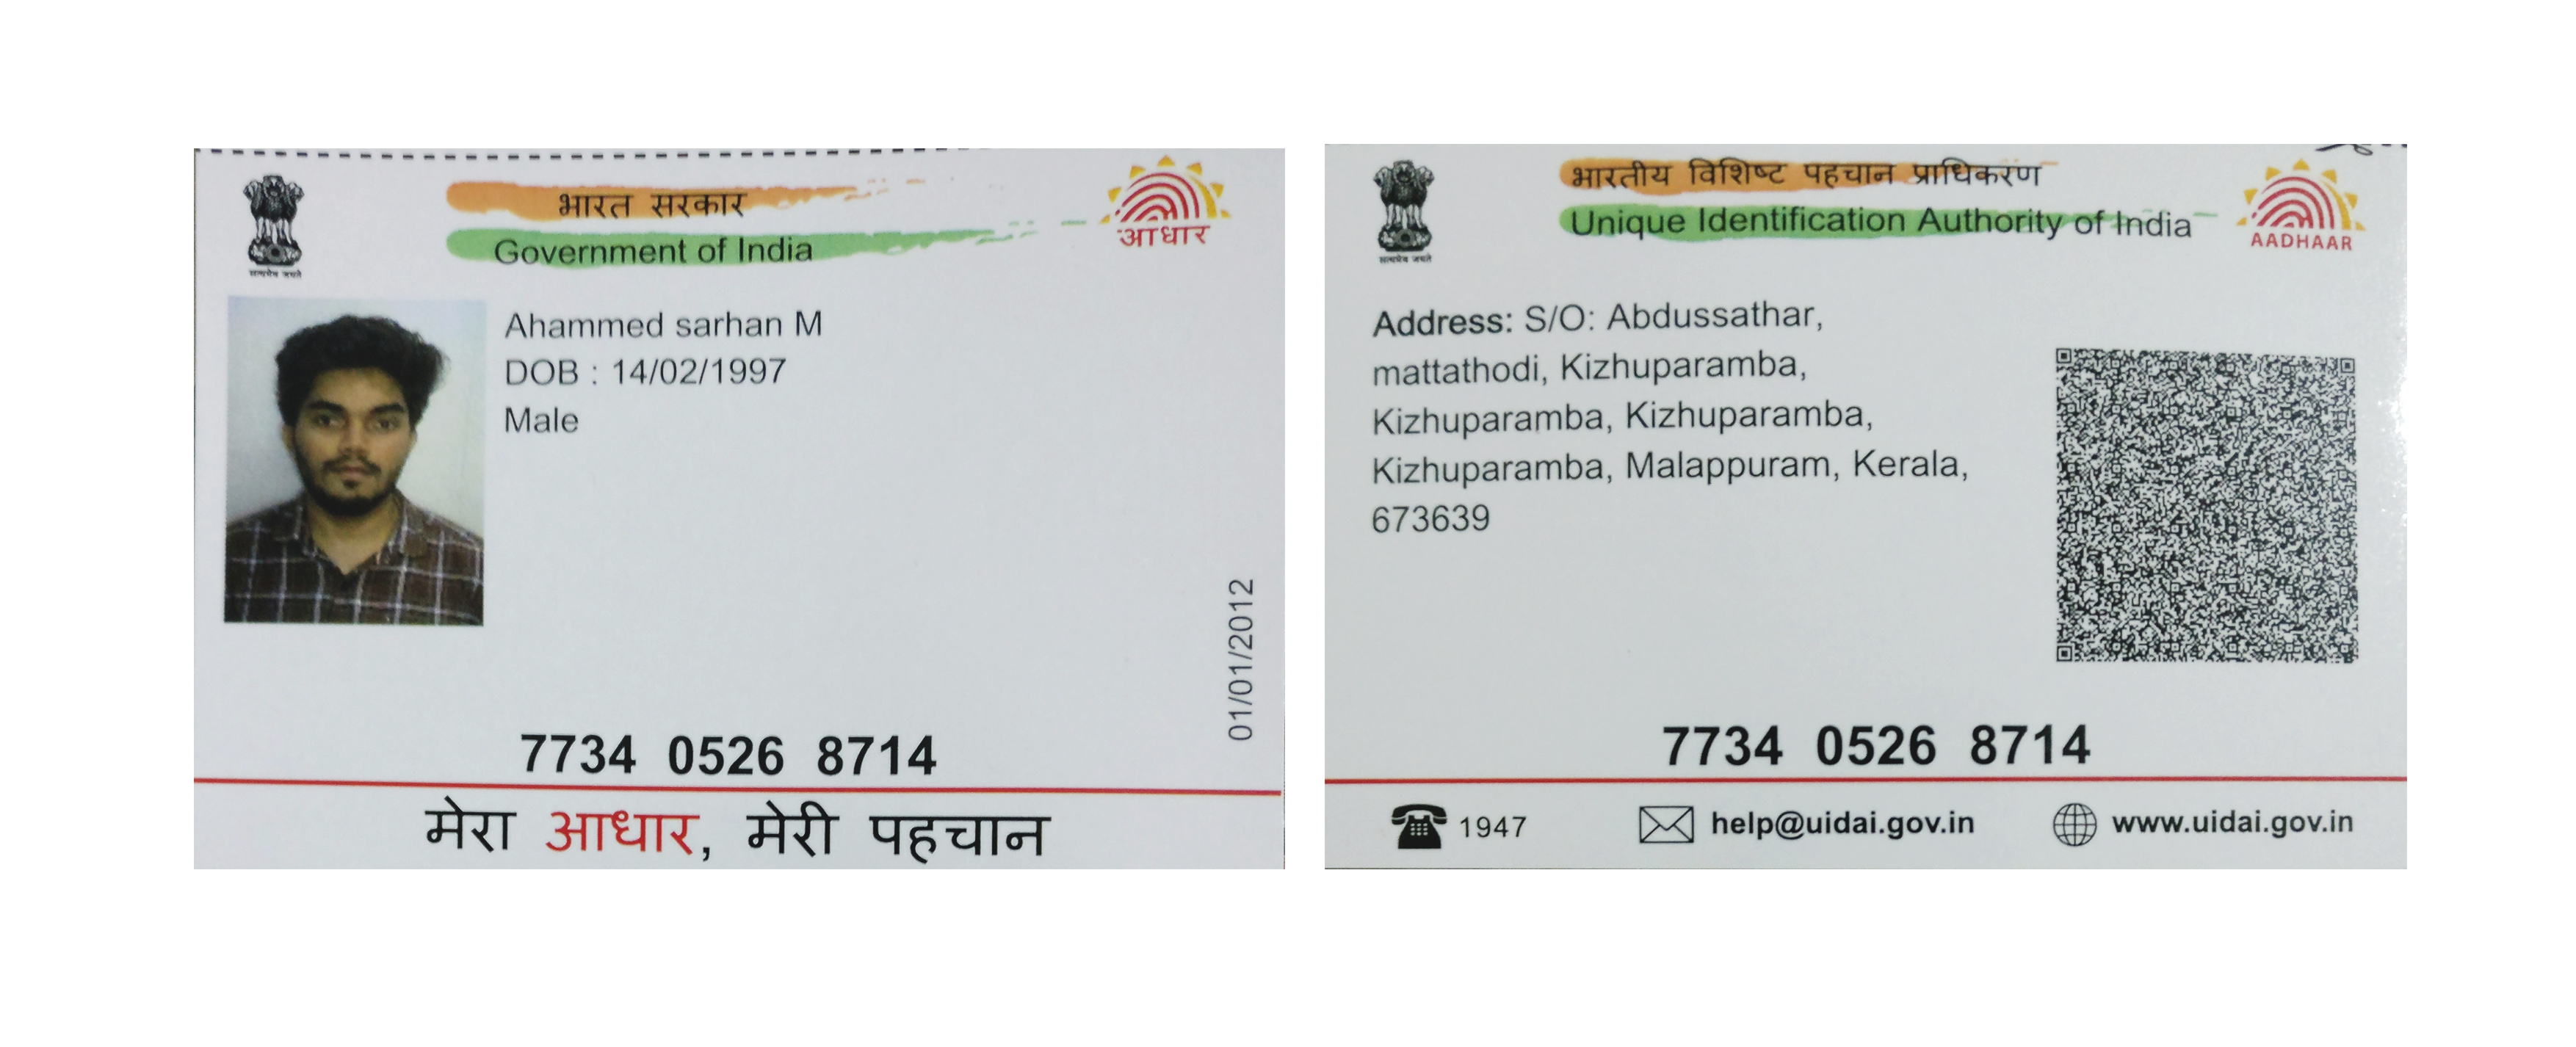 भारत सरकार
Government of India
सत्यमेव जयते
आधार
Ahammed sarhan M
DOB : 14/02/1997
Male
01/01/2012
7734 0526 8714
मेरा आधार, मेरी पहचान
भारतीय विशिष्ट पहचान प्राधिकरण
Unique Identification Authority of India
सत्यमेव जयते
AADHAAR
Address: S/O: Abdussathar,
mattathodi, Kizhuparamba,
Kizhuparamba, Kizhuparamba,
Kizhuparamba, Malappuram, Kerala,
673639
7734 0526 8714
1947
help@uidai.gov.in
www.uidai.gov.in